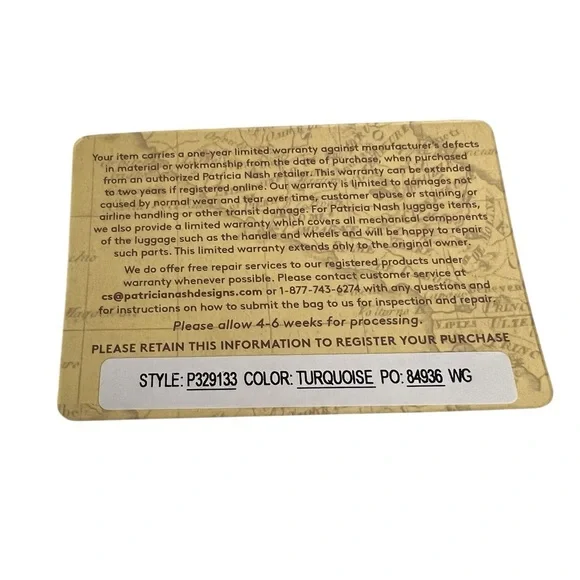 Your item carries a one-year limited warranty against manufacturer's defects
in material or workmanship from the date of purchase, when purchased
from an authorized Patricia Nash retailer. This warranty can be extended
to two years if registered online. Our warranty is limited to damages not
caused by normal wear and tear over time, customer abuse or staining, or
airline handling or other transit damage. For Patricia Nash luggage items,
we also provide a limited warranty which covers all mechanical components
of the luggage such as the handle and wheels and will be happy to repair
such parts. This limited warranty extends only to the original owner.
We do offer free repair services to our registered products under
warranty whenever possible. Please contact customer service at
cs@patricianashdesigns.com or 1-877-743-6274 with any questions and
for instructions on how to submit the bag to us for inspection and repair.
Please allow 4-6 weeks for processing.
PLEASE RETAIN THIS INFORMATION TO REGISTER YOUR PURCHASE
STYLE: P329133 COLOR: TURQUOISE PO: 84936 WG